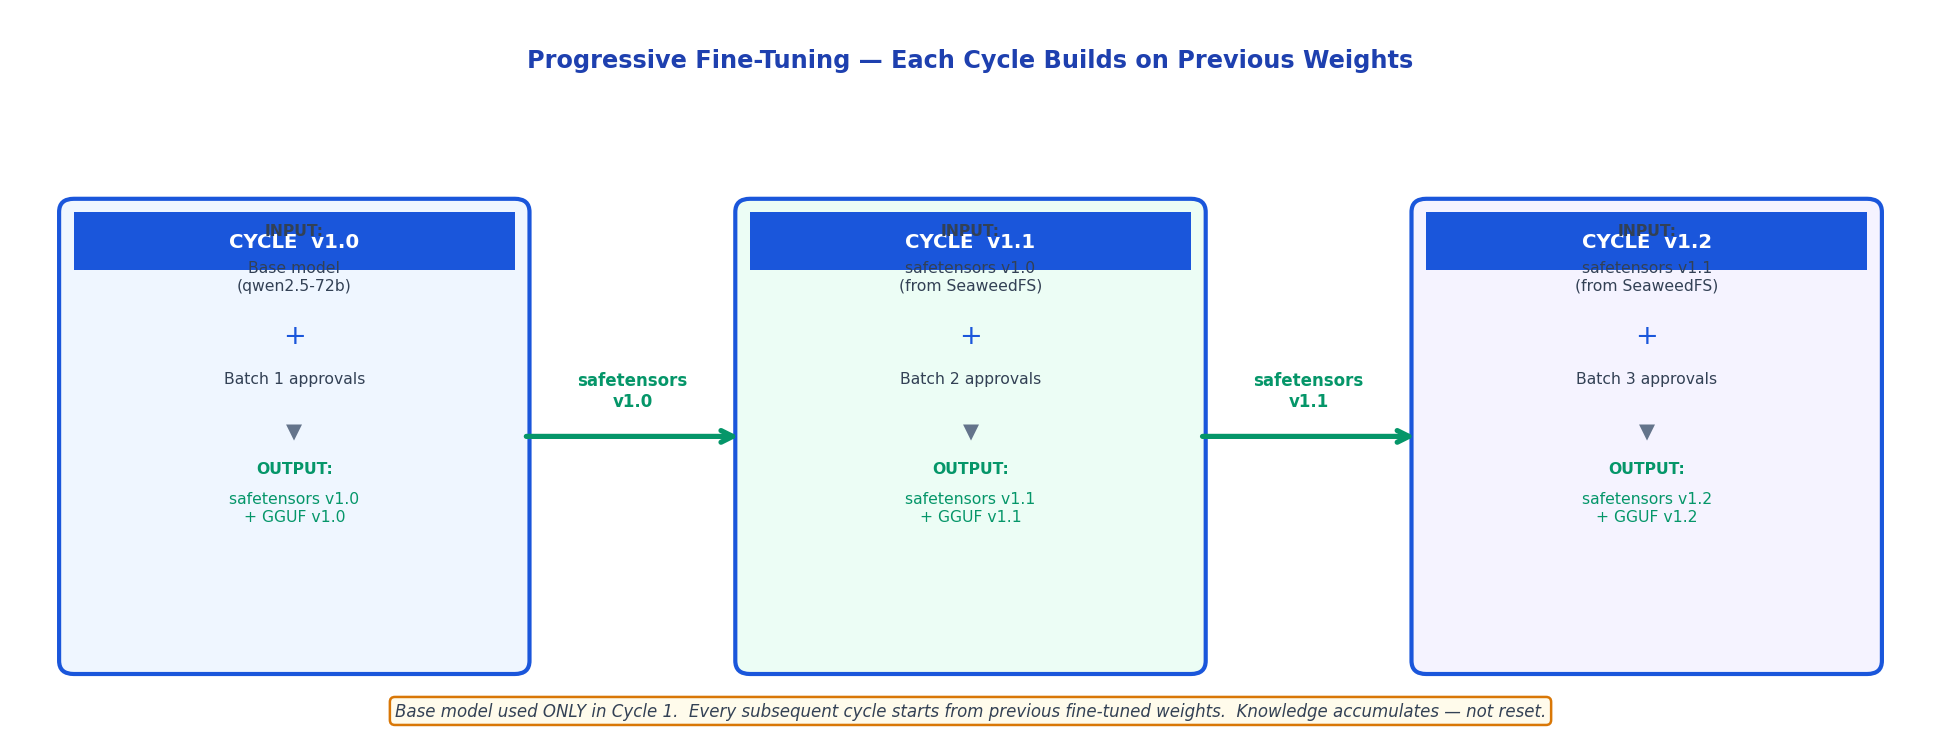 Progressive Fine-Tuning — Each Cycle Builds on Previous Weights
INPUT:
CYCLE v1.0
Base model
(qwen2.5-72b)
+
Batch 1 approvals
▼
OUTPUT:
safetensors v1.0
+ GGUF v1.0
safetensors
v1.0
INPUT:
CYCLE v1.1
safetensors v1.0
(from SeaweedFS)
+
Batch 2 approvals
▼
OUTPUT:
safetensors v1.1
+ GGUF v1.1
safetensors
v1.1
INPUT:
CYCLE v1.2
safetensors v1.1
(from SeaweedFS)
+
Batch 3 approvals
▼
OUTPUT:
safetensors v1.2
+ GGUF v1.2
Base model used ONLY in Cycle 1.  Every subsequent cycle starts from previous fine-tuned weights.  Knowledge accumulates — not reset.